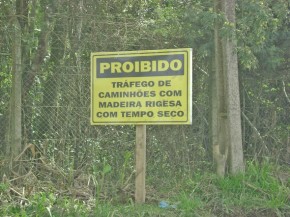 PROIBIDO
TRÁFEGO DE
CAMINHÕES COM
MADEIRA RIGESA
COM TEMPO SECO